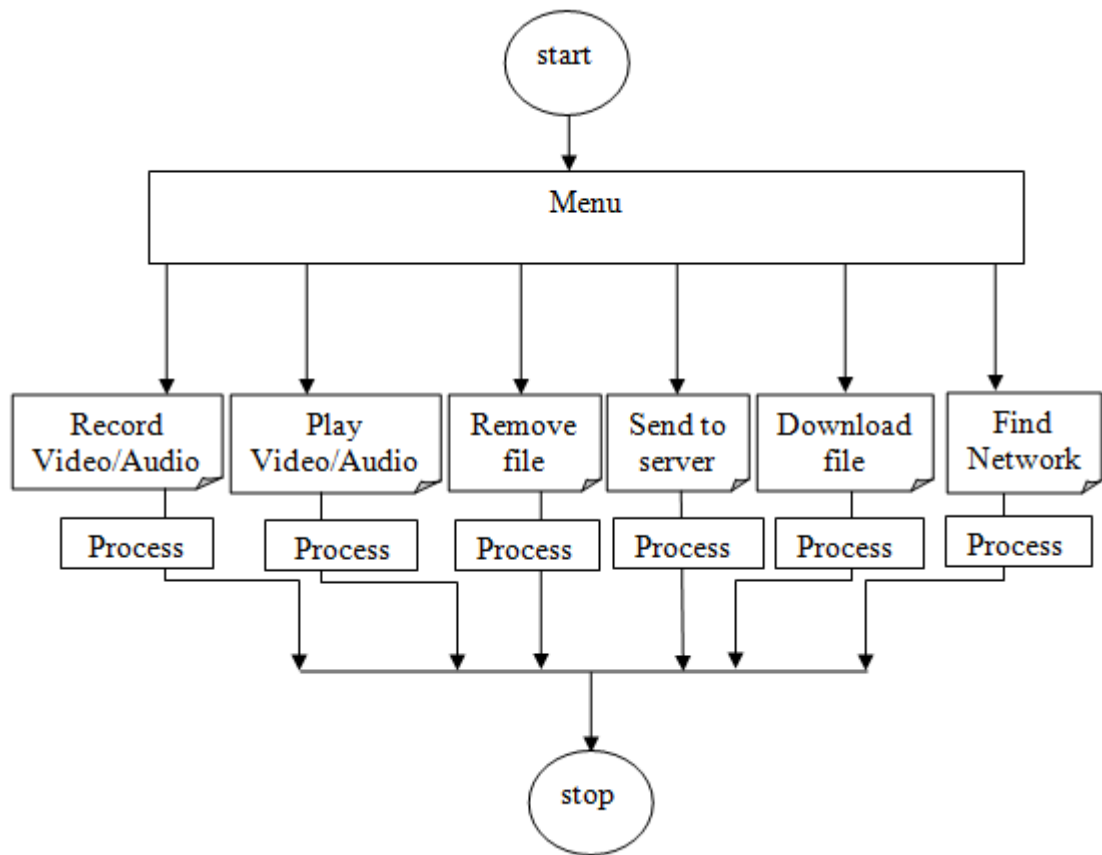 start
Menu
Record
Video/Audio
Play
Video/Audio
Remove
file
Send to
server
Download
file
Find
Network
Process
Process
Process
Process
Process
Process
stop